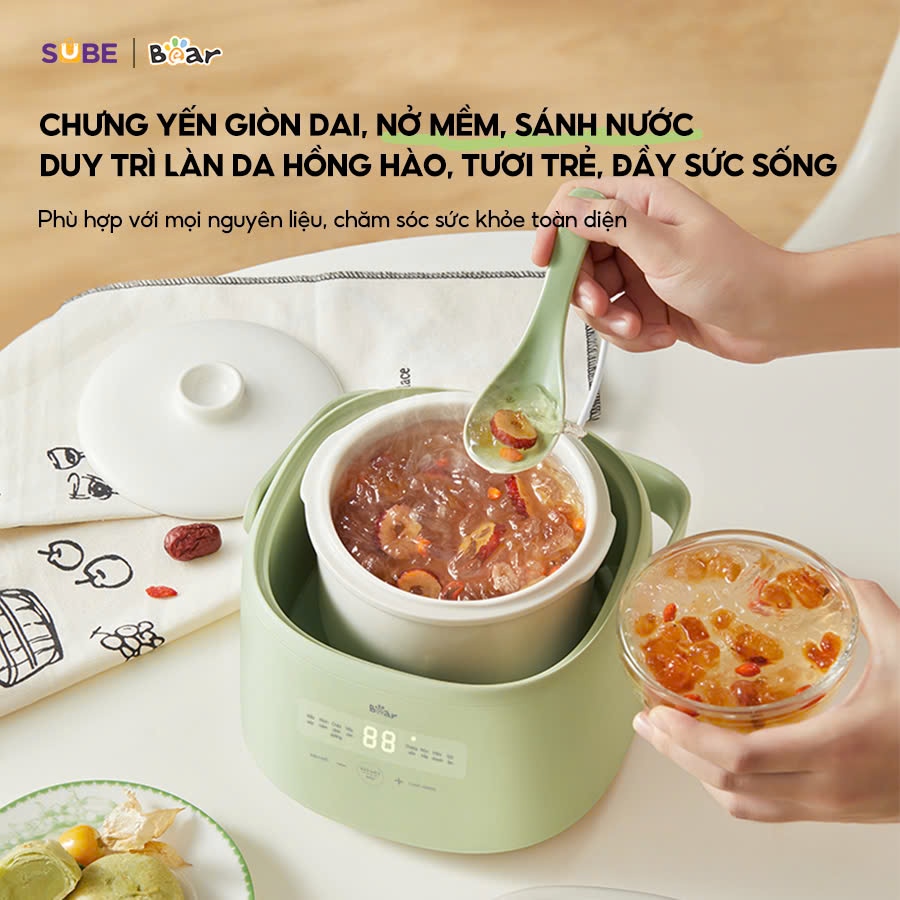 SUBE | Bear
CHƯNG YẾN GIÒN DAI, NỞ MỀM, SÁNH NƯỚC
DUY TRÌ LÀN DA HỒNG HÀO, TƯƠI TRẺ, ĐẦY SỨC SỐNG
Phù hợp với mọi nguyên liệu, chăm sóc sức khỏe toàn diện
Bear
88